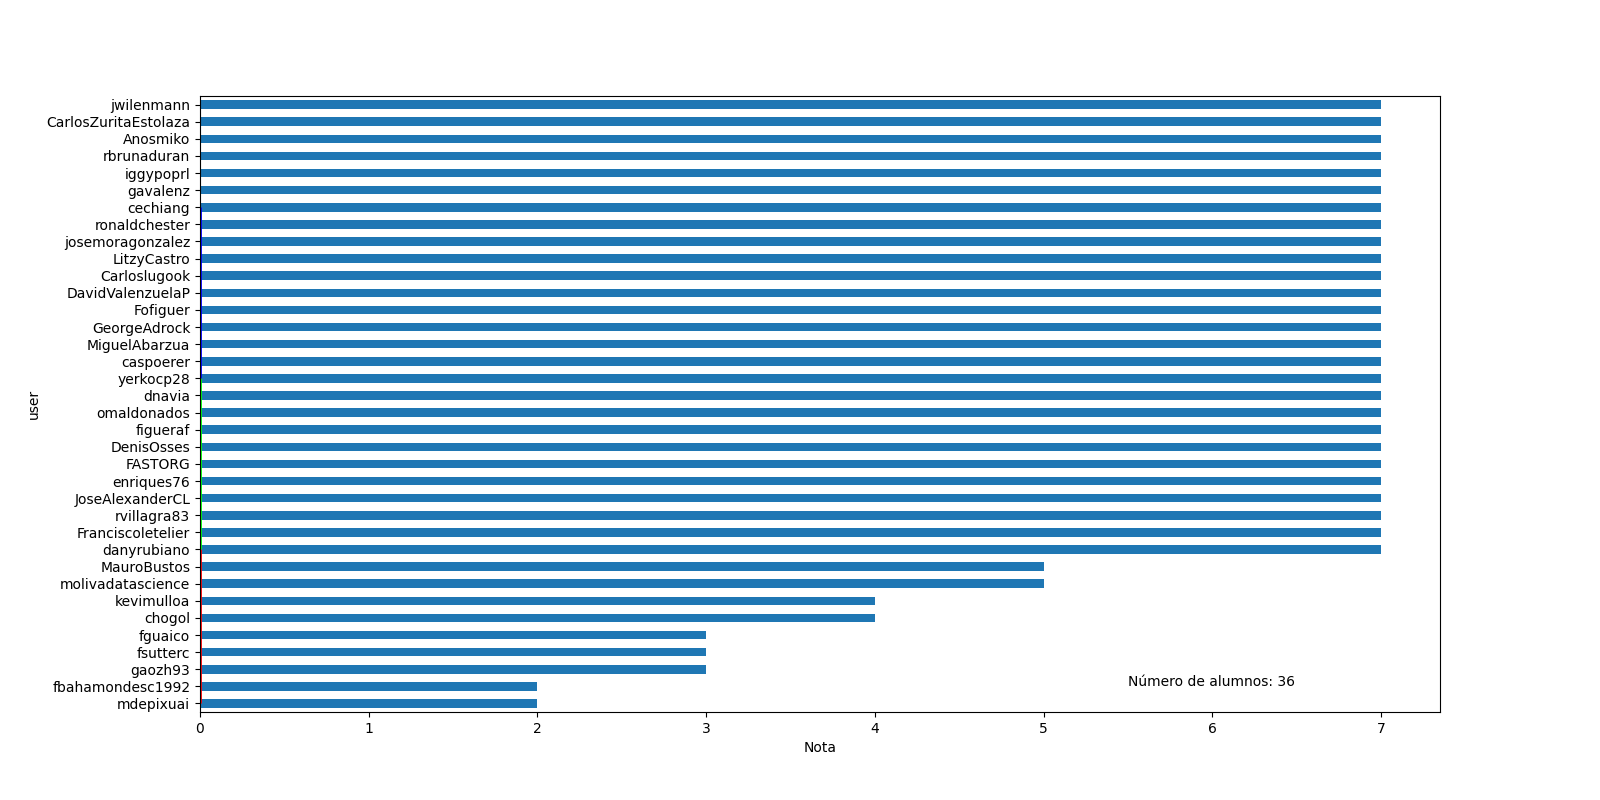 jwilenmann
CarlosZuritaEstolaza
Anosmiko
rbrunaduran
iggypoprl
gavalenz
cechiang
ronaldchester
josemoragonzalez
LitzyCastro
Carloslugook
DavidValenzuelaP
Fofiguer
GeorgeAdrock
MiguelAbarzua
caspoerer
yerkocp28
dnavia
omaldonados
figueraf
DenisOsses
FASTORG
enriques76
JoseAlexanderCL
rvillagra83
Franciscoletelier
danyrubiano
MauroBustos
molivadatascience
kevimulloa
chogol
fguaico
fsutterc
gaozh93
fbahamondesc1992
mdepixuai
user
Número de alumnos: 36
0 1 2 3 4 5 6 7
Nota